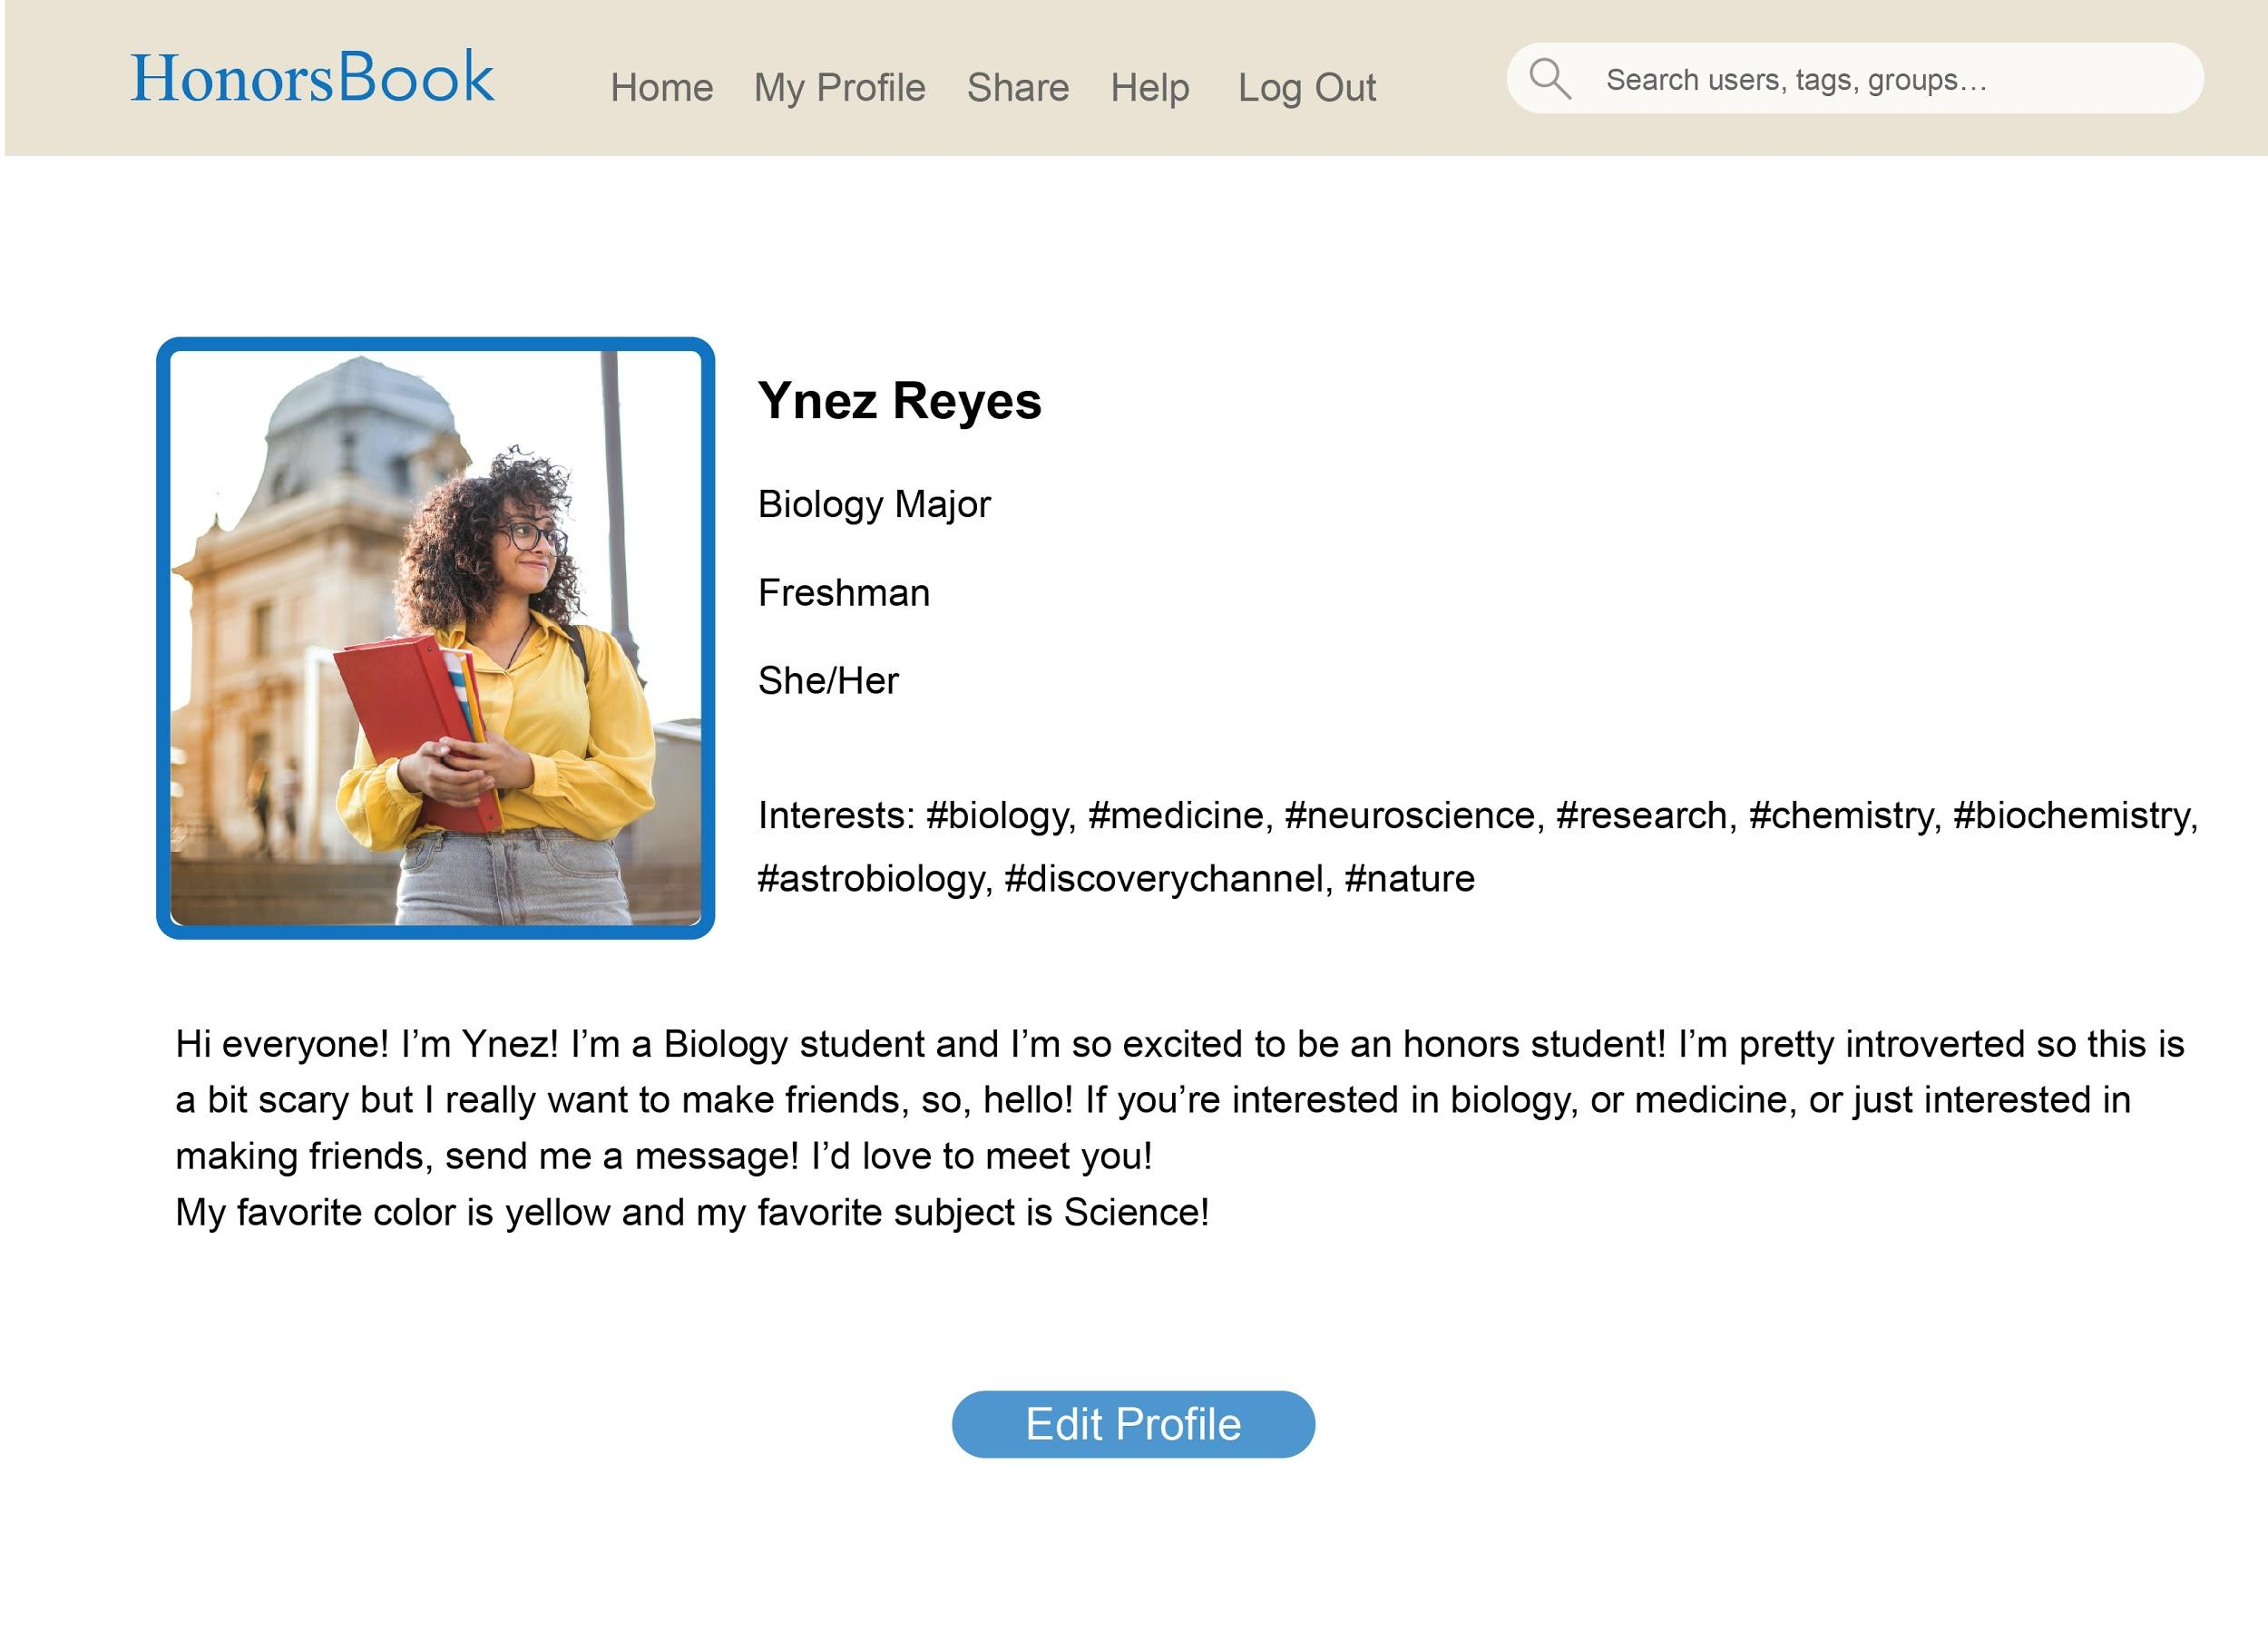 HonorsBook
Home My Profile Share Help Log Out
Search users, tags, groups…
Ynez Reyes
Biology Major
Freshman
She/Her
Interests: #biology, #medicine, #neuroscience, #research, #chemistry, #biochemistry,
#astrobiology, #discoverychannel, #nature
Hi everyone! I’m Ynez! I’m a Biology student and I’m so excited to be an honors student! I’m pretty introverted so this is
a bit scary but I really want to make friends, so, hello! If you’re interested in biology, or medicine, or just interested in
making friends, send me a message! I’d love to meet you!
My favorite color is yellow and my favorite subject is Science!
Edit Profile